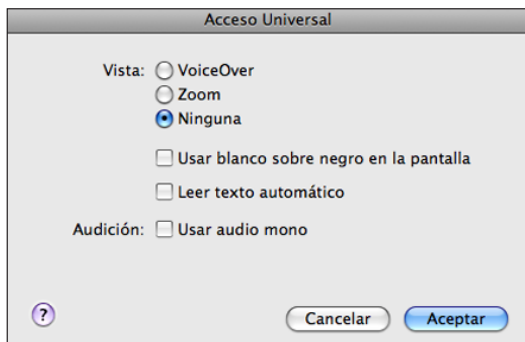 Acceso Universal
Vista: VoiceOver
Zoom
Ninguna
Usar blanco sobre negro en la pantalla
Leer texto automático
Audición: Usar audio mono
? Cancelar Aceptar